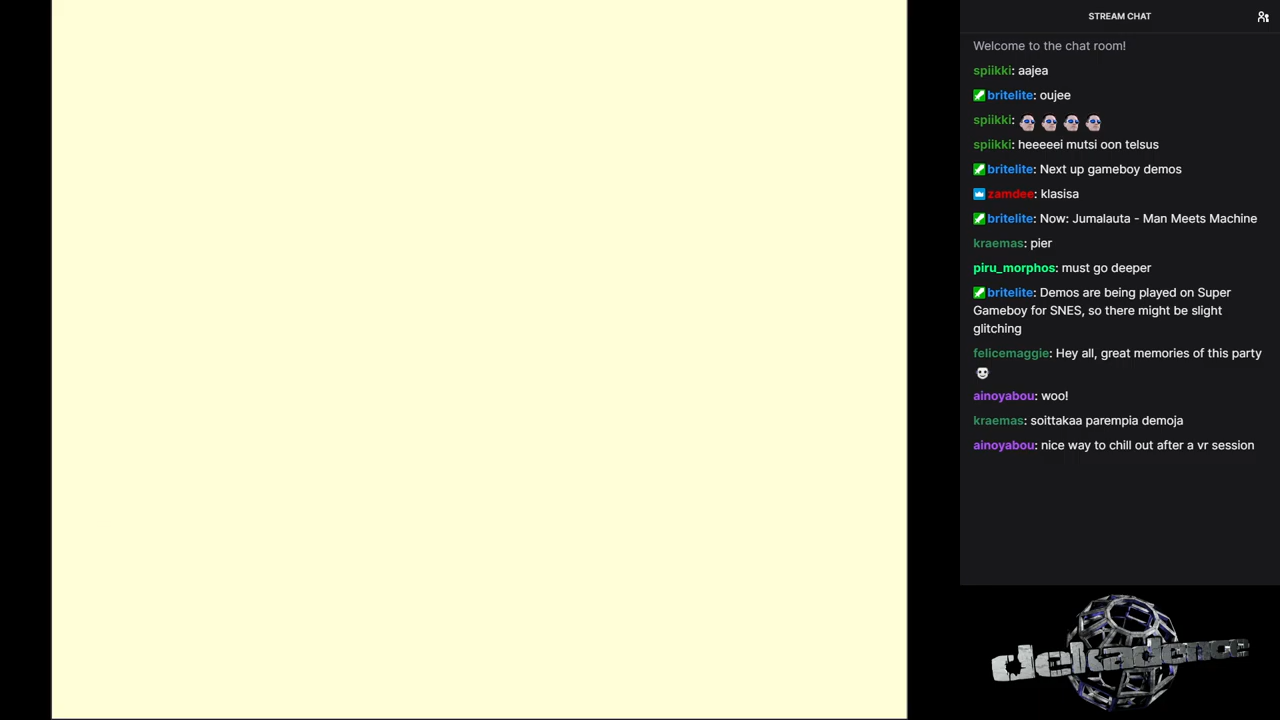 STREAM CHAT
Welcome to the chat room!
spiikki: aajea
britelite: oujee
spiikki:
spiikki: heeeeei mutsi oon telsus
britelite: Next up gameboy demos
zamdee: klasisa
britelite: Now: Jumalauta - Man Meets Machine
kraemas: pier
piru_morphos: must go deeper
britelite: Demos are being played on Super
Gameboy for SNES, so there might be slight
glitching
felicemaggie: Hey all, great memories of this party
ainoyabou: woo!
kraemas: soittakaa parempia demoja
ainoyabou: nice way to chill out after a vr session
dekadence